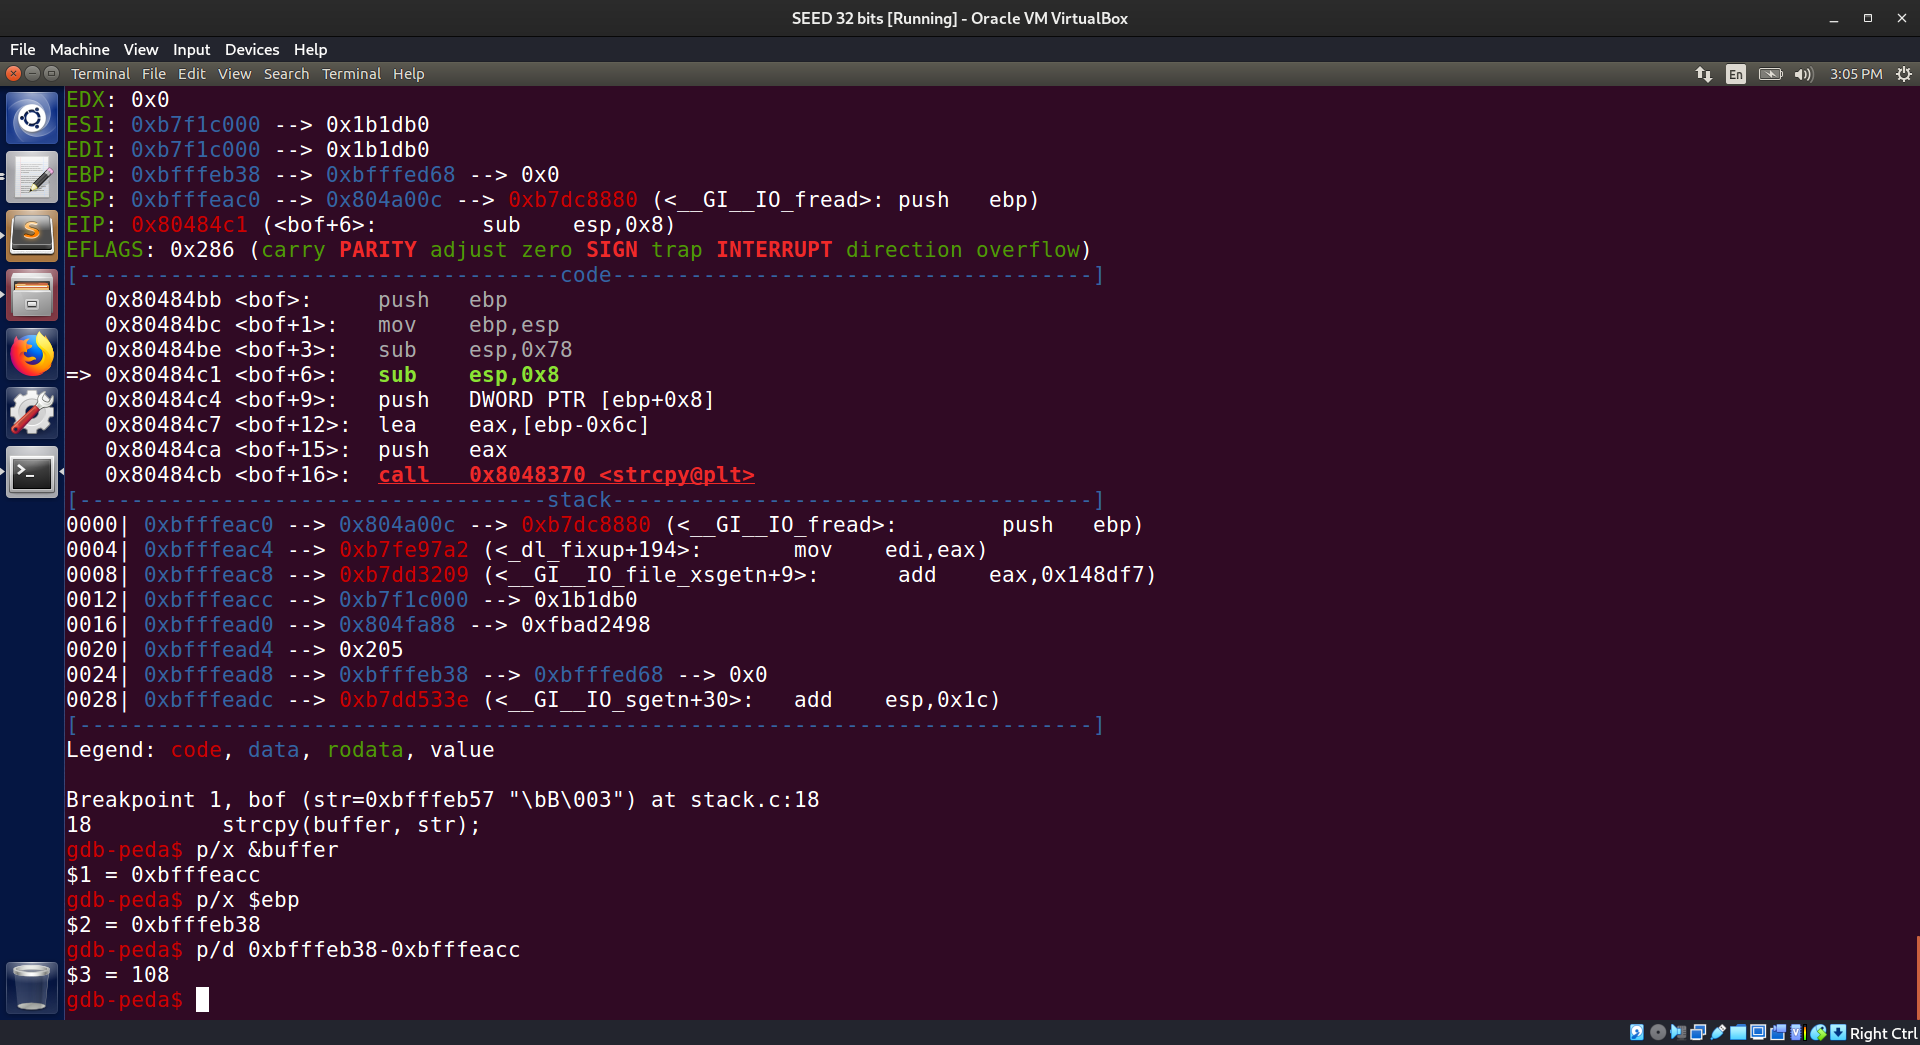 SEED 32 bits [Running] - Oracle VM VirtualBox
File Machine View Input Devices Help
Terminal File Edit View Search Terminal Help En 3:05 PM
EDX: 0x0
ESI: 0xb7f1c000 --> 0x1b1db0
EDI: 0xb7f1c000 --> 0x1b1db0
EBP: 0xbfffeb38 --> 0xbfffed68 --> 0x0
ESP: 0xbfffeac0 --> 0x804a00c --> 0xb7dc8880 (<__GI__IO_fread>: push   ebp)
EIP: 0x80484c1 (<bof+6>:        sub    esp,0x8)
EFLAGS: 0x286 (carry PARITY adjust zero SIGN trap INTERRUPT direction overflow)
[-------------------------------------code-------------------------------------]
   0x80484bb <bof>:     push   ebp
   0x80484bc <bof+1>:   mov    ebp,esp
   0x80484be <bof+3>:   sub    esp,0x78
=> 0x80484c1 <bof+6>:   sub    esp,0x8
   0x80484c4 <bof+9>:   push   DWORD PTR [ebp+0x8]
   0x80484c7 <bof+12>:  lea    eax,[ebp-0x6c]
   0x80484ca <bof+15>:  push   eax
   0x80484cb <bof+16>:  call   0x8048370 <strcpy@plt>
[------------------------------------stack-------------------------------------]
0000| 0xbfffeac0 --> 0x804a00c --> 0xb7dc8880 (<__GI__IO_fread>:        push   ebp)
0004| 0xbfffeac4 --> 0xb7fe97a2 (<_dl_fixup+194>:       mov    edi,eax)
0008| 0xbfffeac8 --> 0xb7dd3209 (<__GI__IO_file_xsgetn+9>:      add    eax,0x148df7)
0012| 0xbfffeacc --> 0xb7f1c000 --> 0x1b1db0
0016| 0xbfffead0 --> 0x804fa88 --> 0xfbad2498
0020| 0xbfffead4 --> 0x205
0024| 0xbfffead8 --> 0xbfffeb38 --> 0xbfffed68 --> 0x0
0028| 0xbfffeadc --> 0xb7dd533e (<__GI__IO_sgetn+30>:   add    esp,0x1c)
[------------------------------------------------------------------------------]
Legend: code, data, rodata, value
Breakpoint 1, bof (str=0xbfffeb57 "\bB\003") at stack.c:18
18          strcpy(buffer, str);
gdb-peda$ p/x &buffer
$1 = 0xbfffeacc
gdb-peda$ p/x $ebp
$2 = 0xbfffeb38
gdb-peda$ p/d 0xbfffeb38-0xbfffeacc
$3 = 108
gdb-peda$
Right Ctrl